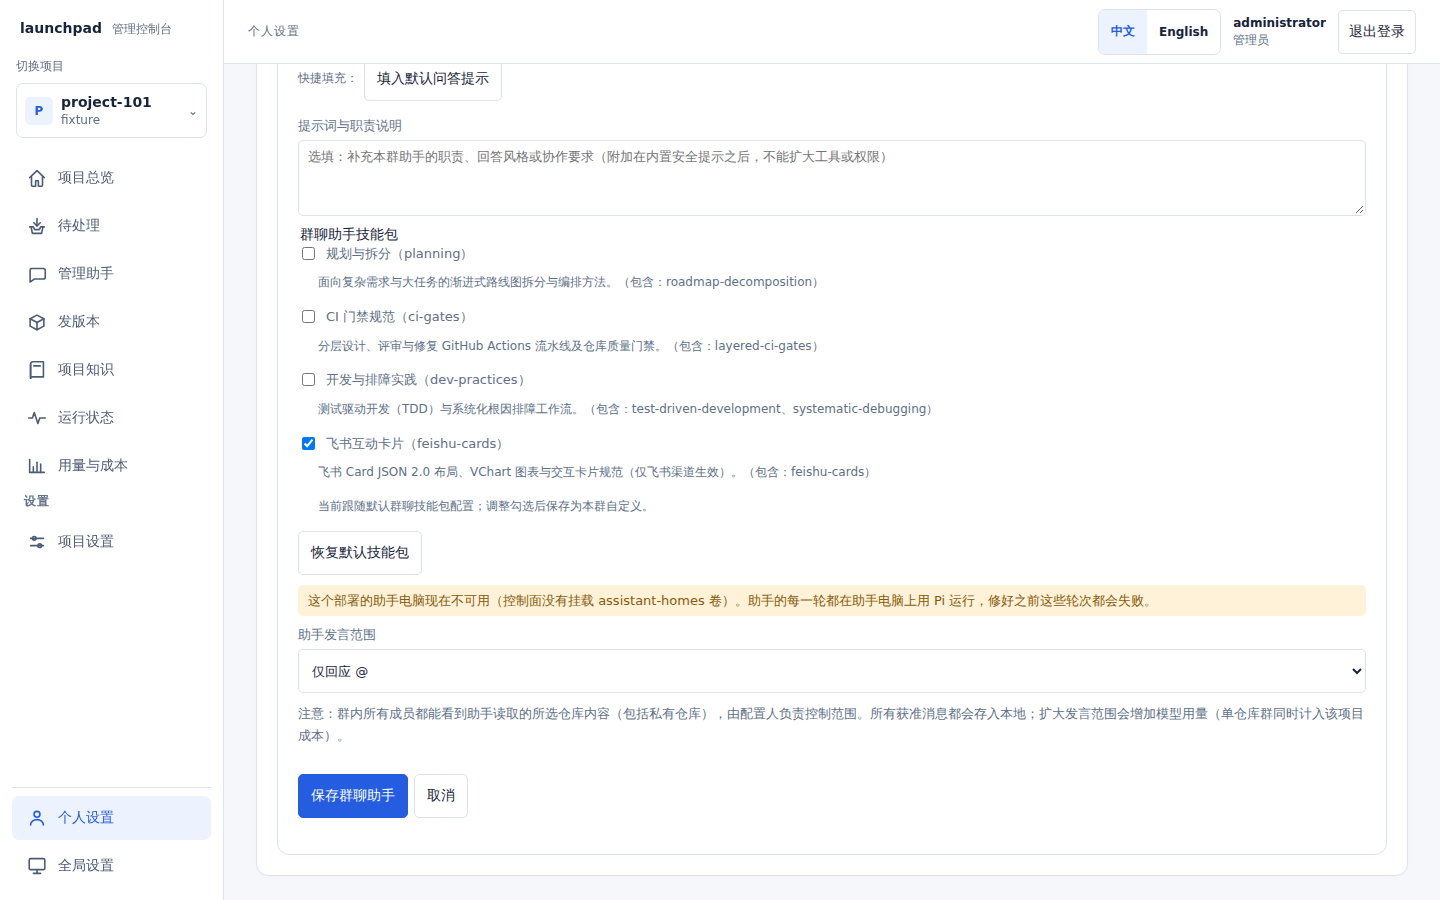 launchpad 管理控制台
切换项目
P
project-101
fixture
项目总览
待处理
管理助手
发版本
项目知识
运行状态
用量与成本
设置
项目设置
个人设置
全局设置
个人设置
中文 English
administrator
管理员
退出登录
快捷填充：
填入默认问答提示
提示词与职责说明
选填：补充本群助手的职责、回答风格或协作要求（附加在内置安全提示之后，不能扩大工具或权限）
群聊助手技能包
规划与拆分（planning）
面向复杂需求与大任务的渐进式路线图拆分与编排方法。（包含：roadmap-decomposition）
CI 门禁规范（ci-gates）
分层设计、评审与修复 GitHub Actions 流水线及仓库质量门禁。（包含：layered-ci-gates）
开发与排障实践（dev-practices）
测试驱动开发（TDD）与系统化根因排障工作流。（包含：test-driven-development、systematic-debugging）
飞书互动卡片（feishu-cards）
飞书 Card JSON 2.0 布局、VChart 图表与交互卡片规范（仅飞书渠道生效）。（包含：feishu-cards）
当前跟随默认群聊技能包配置；调整勾选后保存为本群自定义。
恢复默认技能包
这个部署的助手电脑现在不可用（控制面没有挂载 assistant-homes 卷）。助手的每一轮都在助手电脑上用 Pi 运行，修好之前这些轮次都会失败。
助手发言范围
仅回应 @
注意：群内所有成员都能看到助手读取的所选仓库内容（包括私有仓库），由配置人负责控制范围。所有获准消息都会存入本地；扩大发言范围会增加模型用量（单仓库群同时计入该项目
成本）。
保存群聊助手
取消